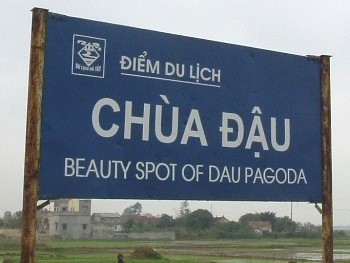 ĐIỂM DU LỊCH
CHÙA ĐẬU
BEAUTY SPOT OF DAU PAGODA